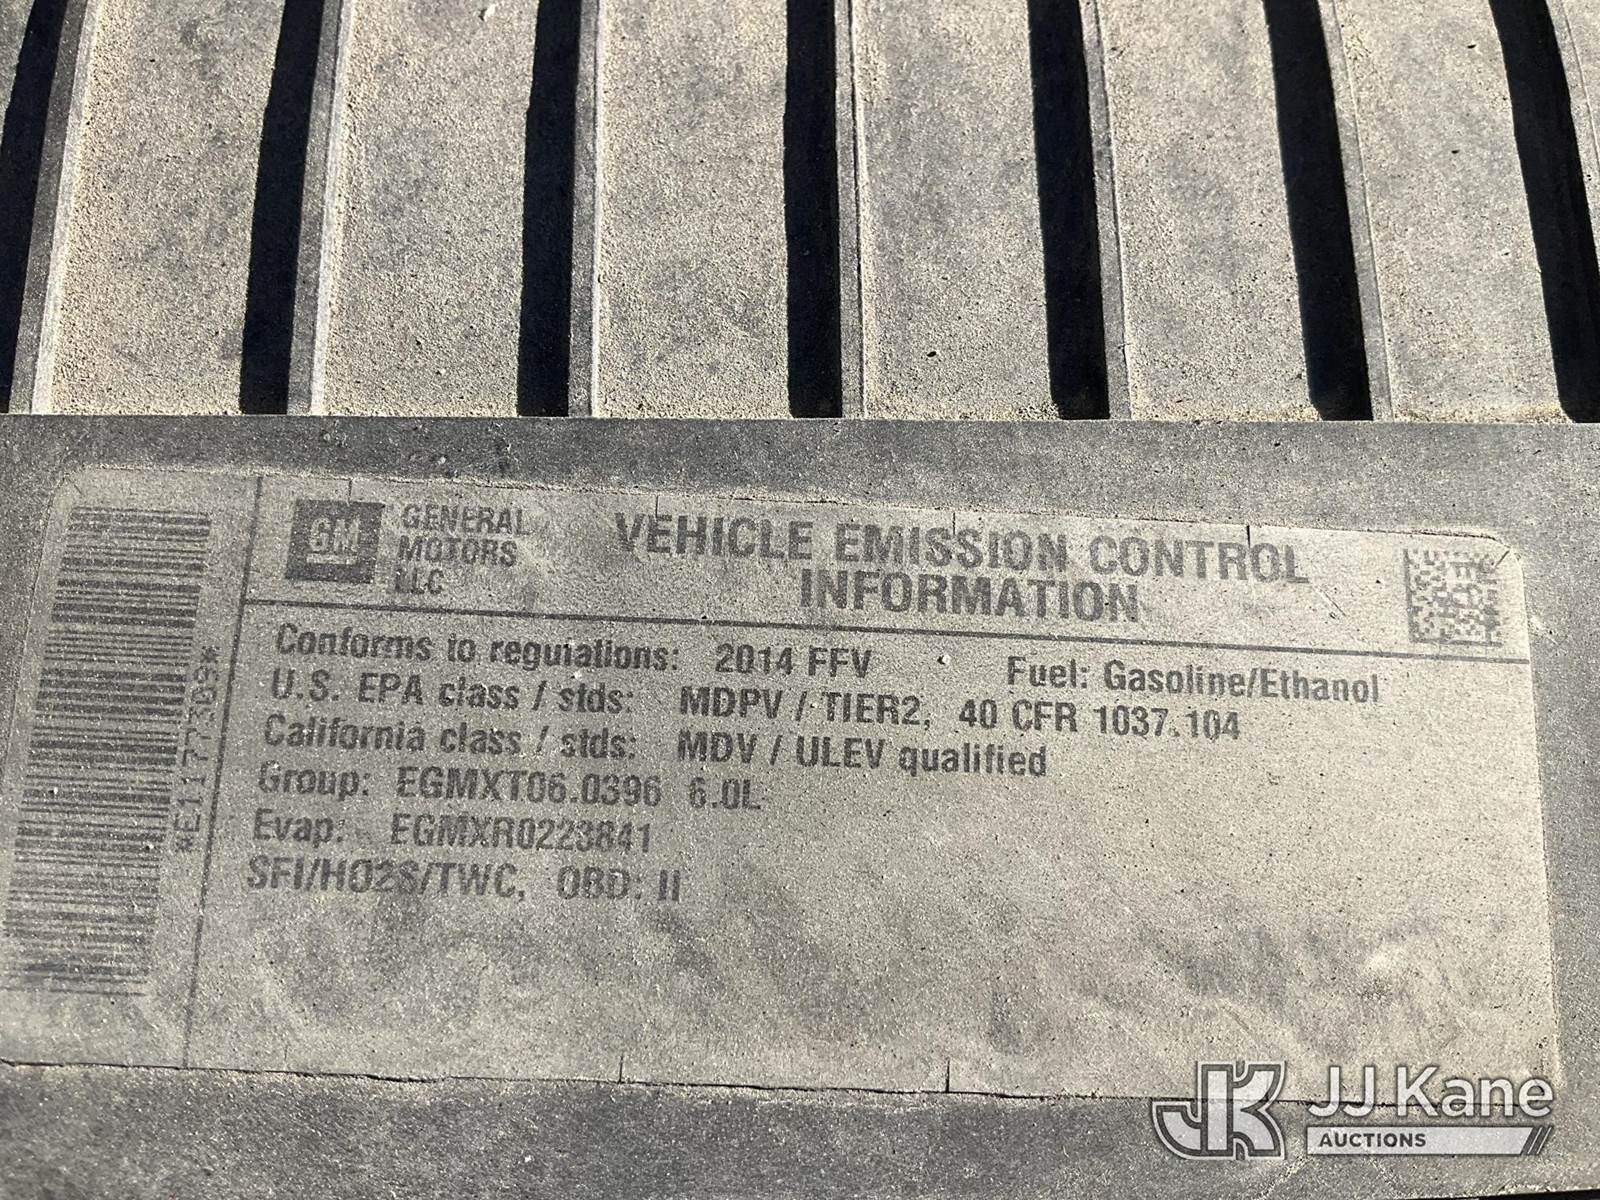 GM GENERAL MOTORS LLC
VEHICLE EMISSION CONTROL
INFORMATION
Conforms to regulations: 2014 FFV Fuel: Gasoline/Ethanol
U.S. EPA class / stds: MDPV / TIER2, 40 CFR 1037.104
California class / stds: MDV / ULEV qualified
Group: EGMXT06.0396 6.0L
Evap: EGMXR0223841
SFI/HO2S/TWC, OBD: II
JK JJ Kane
AUCTIONS